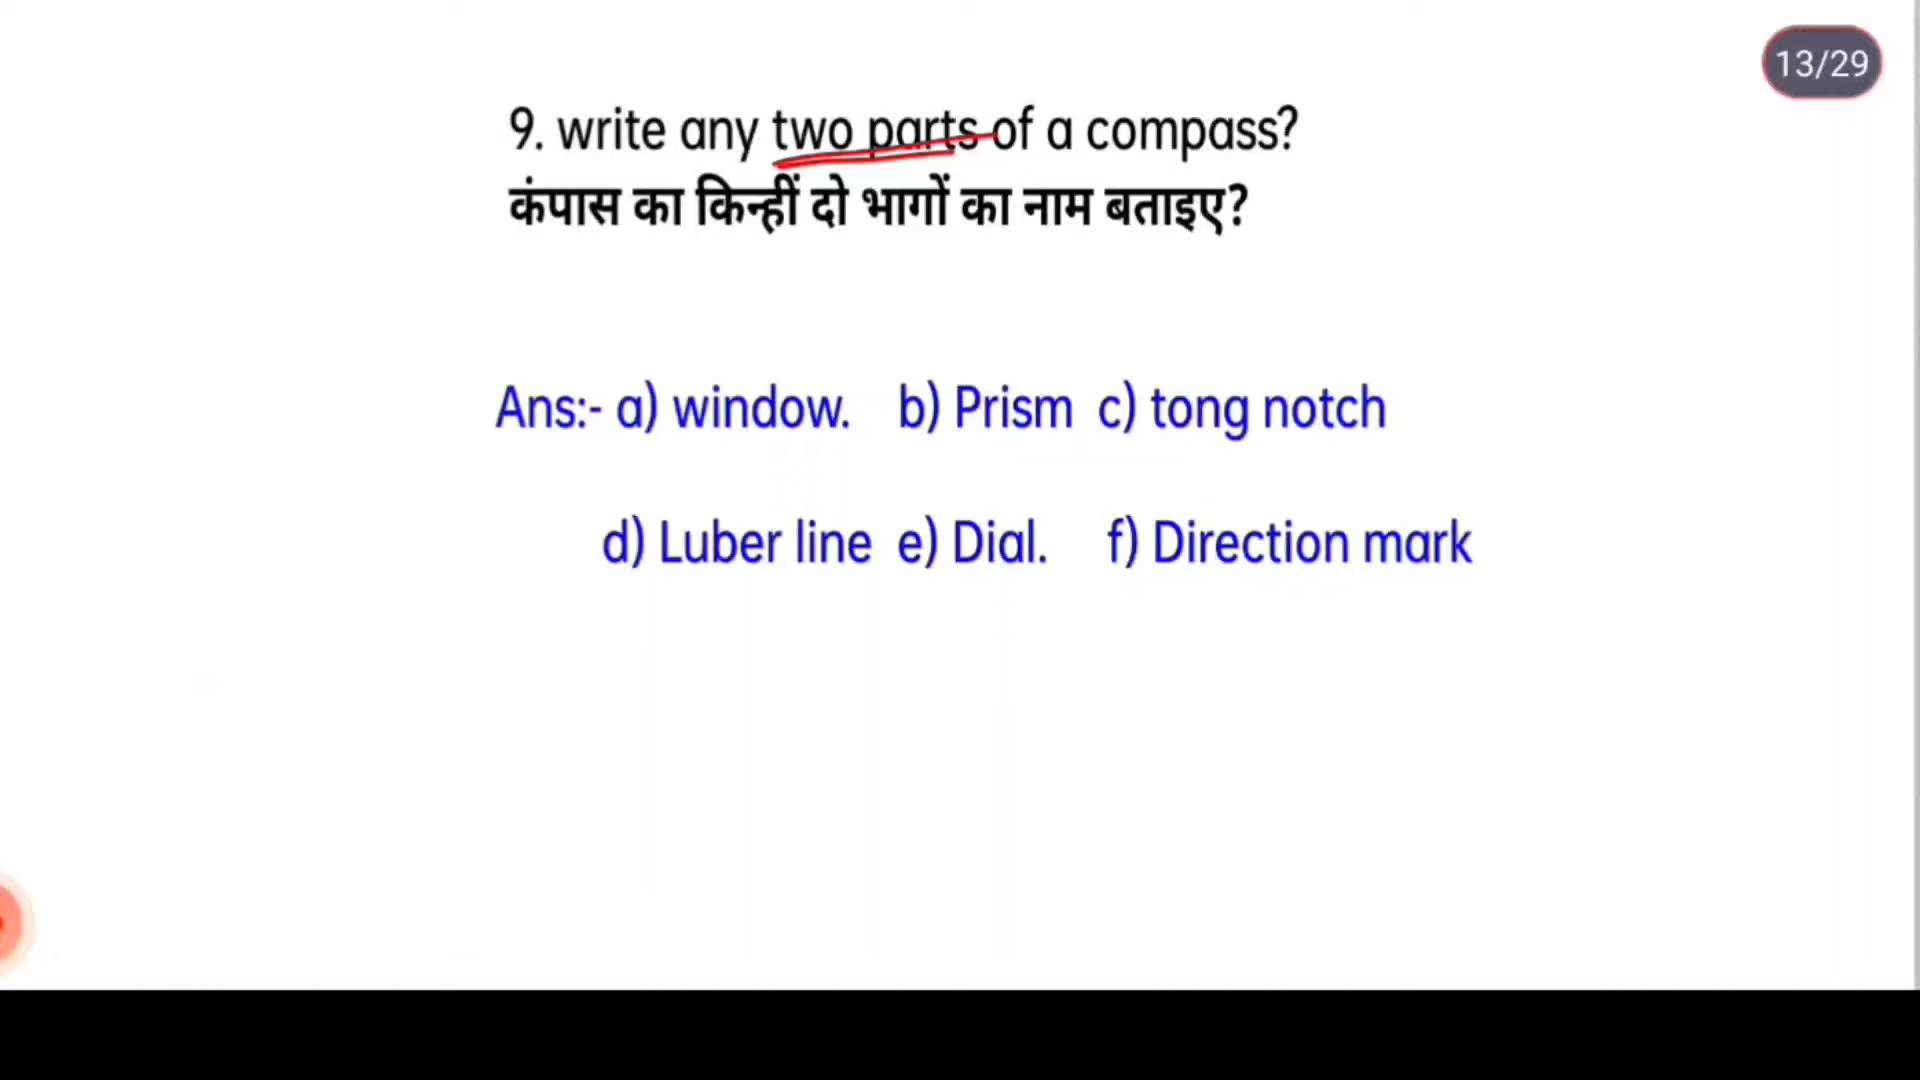 13/29
9. write any two parts of a compass?
कंपास का किन्हीं दो भागों का नाम बताइए?
Ans:- a) window. b) Prism c) tong notch
d) Luber line e) Dial. f) Direction mark